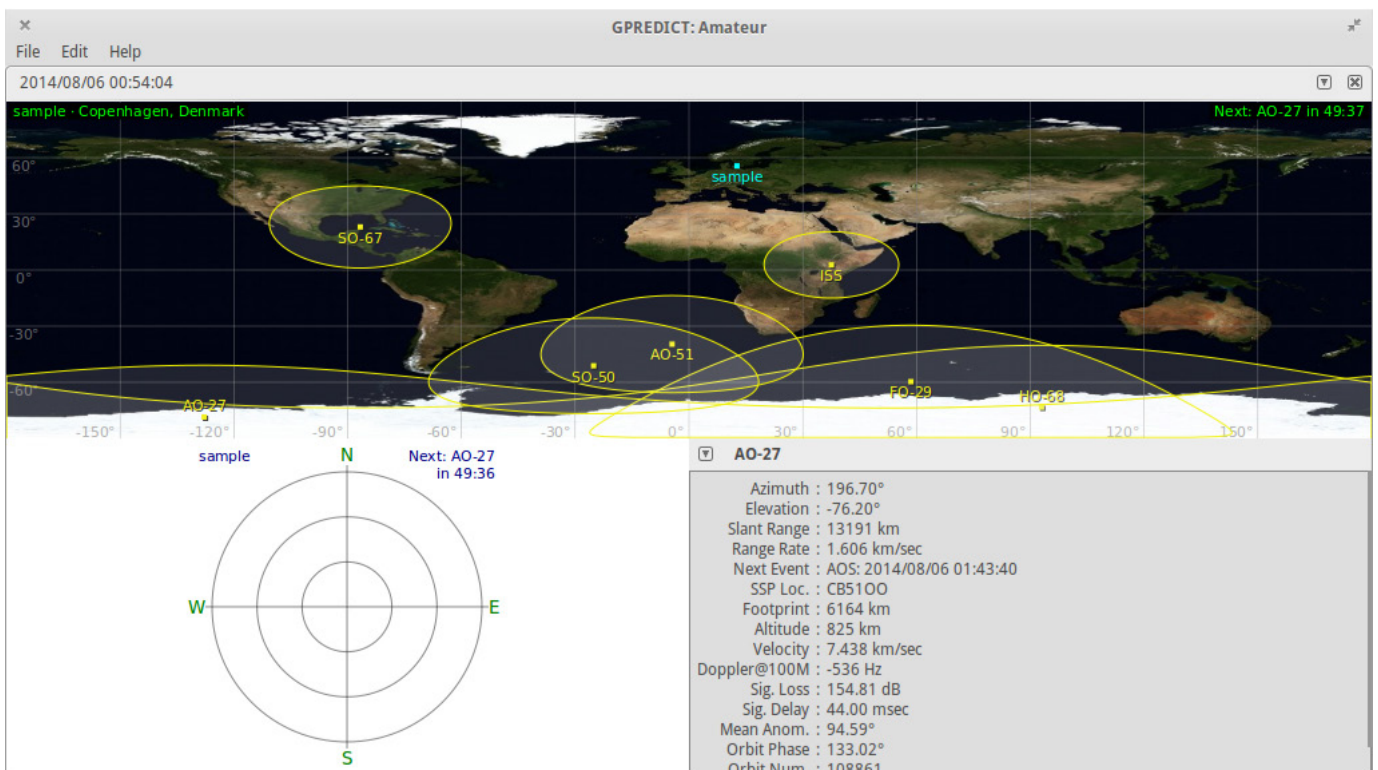 GPREDICT: Amateur
File Edit Help
2014/08/06 00:54:04
sample · Copenhagen, Denmark
Next: AO-27 in 49:37
60°
sample
30°
SO-67
0°
ISS
-30°
AO-51
SO-50
-60°
FO-29
HO-68
AO-27
-150° -120° -90° -60° -30° 0° 30° 60° 90° 120° 150°
sample
N
Next: AO-27
in 49:36
W
E
S
AO-27
Azimuth : 196.70°
Elevation : -76.20°
Slant Range : 13191 km
Range Rate : 1.606 km/sec
Next Event : AOS: 2014/08/06 01:43:40
SSP Loc. : CB51OO
Footprint : 6164 km
Altitude : 825 km
Velocity : 7.438 km/sec
Doppler@100M : -536 Hz
Sig. Loss : 154.81 dB
Sig. Delay : 44.00 msec
Mean Anom. : 94.59°
Orbit Phase : 133.02°
Orbit Num. : 108861